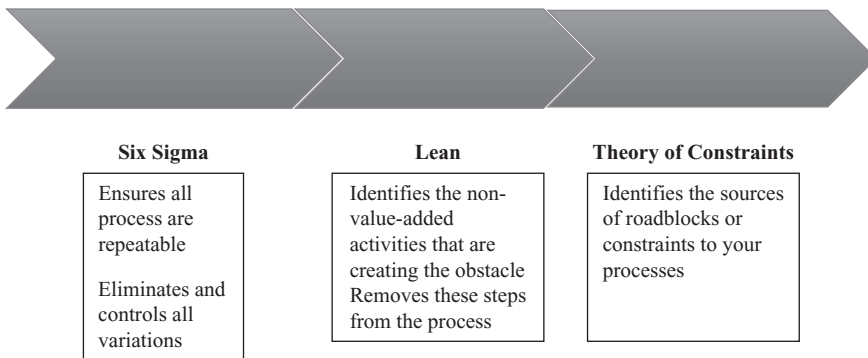 Six Sigma
Ensures all
process are
repeatable
Eliminates and
controls all
variations
Lean
Identifies the non-
value-added
activities that are
creating the obstacle
Removes these steps
from the process
Theory of Constraints
Identifies the sources
of roadblocks or
constraints to your
processes